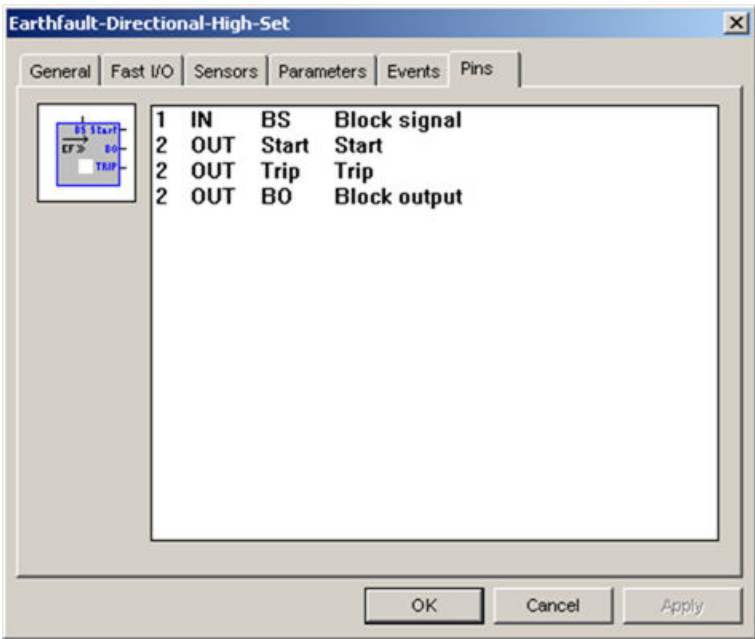 Earthfault-Directional-High-Set
General Fast I/O Sensors Parameters Events Pins
BS Start
EF>> BO
TRIP
1 IN BS Block signal
2 OUT Start Start
2 OUT Trip Trip
2 OUT BO Block output
OK Cancel Apply